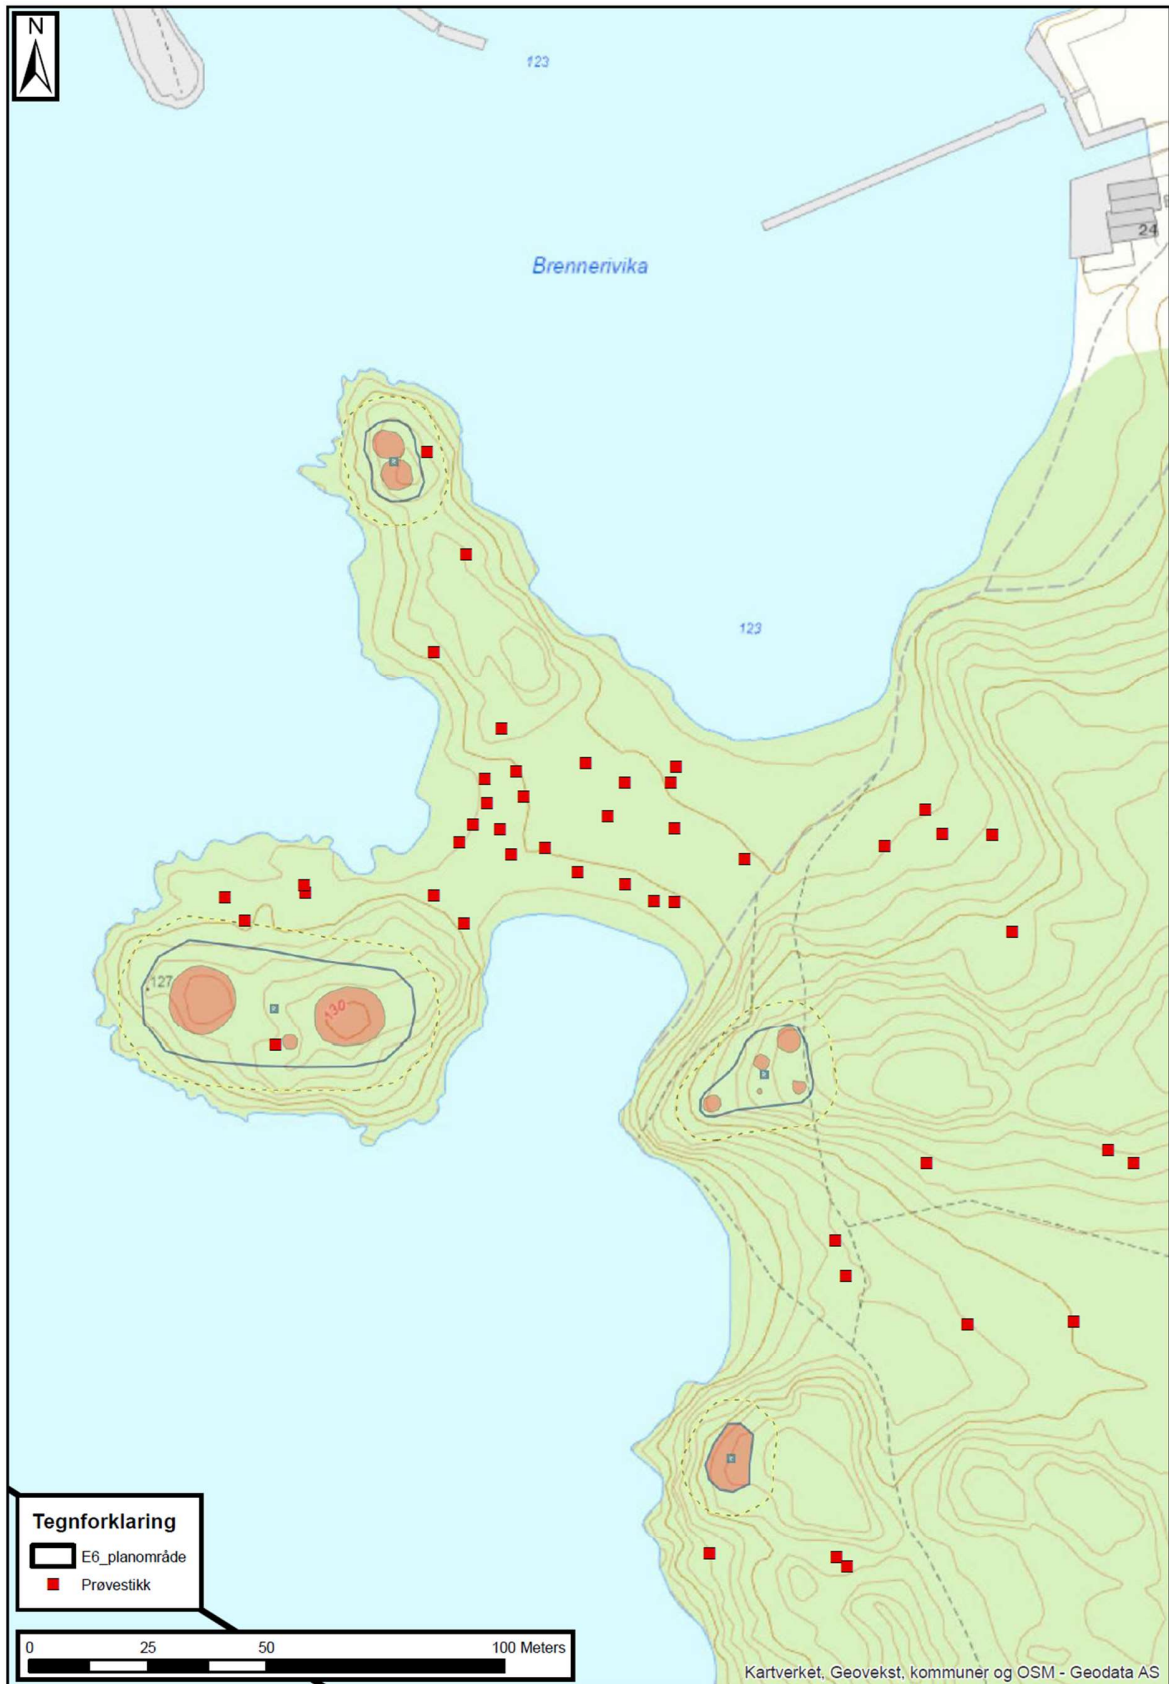 N
123
24
Brennerivika
123
127
130
Tegnforklaring
E6_planområde
Prøvestikk
0 25 50 100 Meters
Kartverket, Geovekst, kommuner og OSM - Geodata AS